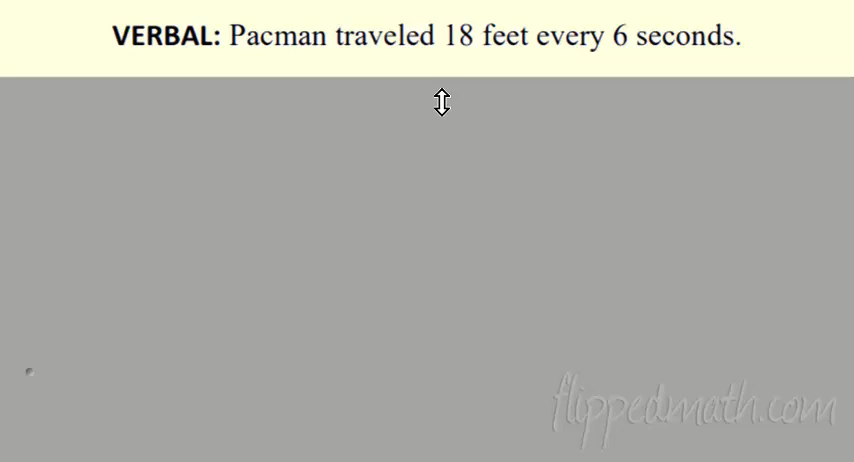 VERBAL: Pacman traveled 18 feet every 6 seconds.
flippedmath.com